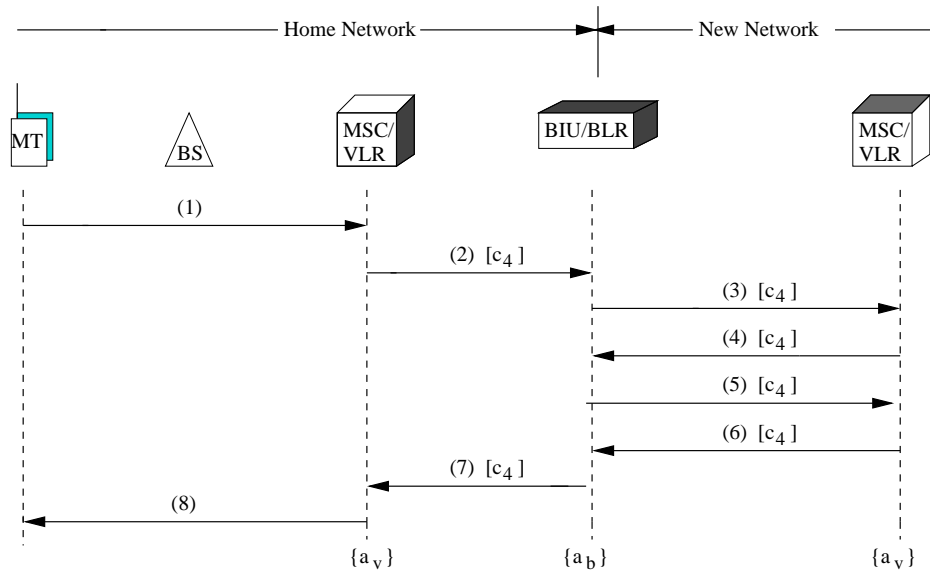 Home Network
New Network
MT
BS
MSC/
VLR
BIU/BLR
MSC/
VLR
(1)
(2) [c4]
(3) [c4]
(4) [c4]
(5) [c4]
(6) [c4]
(7) [c4]
(8)
{av}
{ab}
{av}